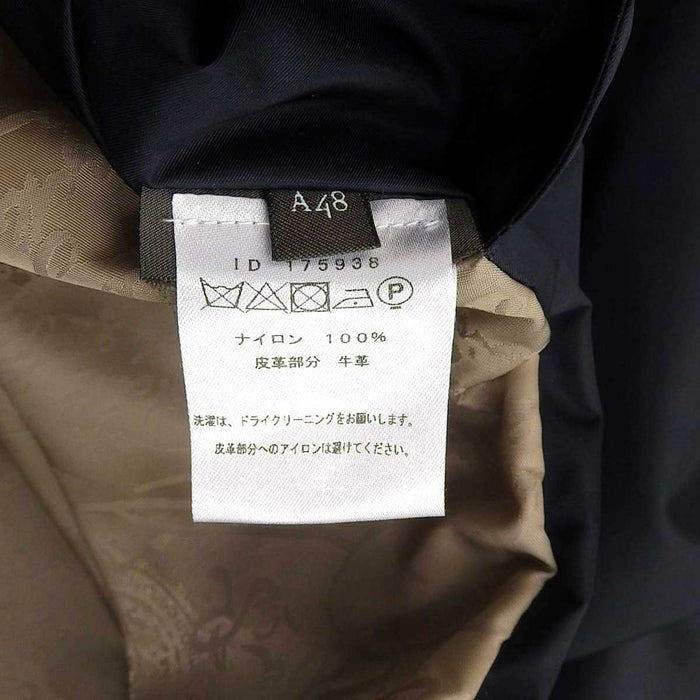 A48
ID 175938
P
ナイロン 100%
皮革部分 牛革
洗濯は、ドライクリーニングをお願いします。
皮革部分へのアイロンは避けてください。